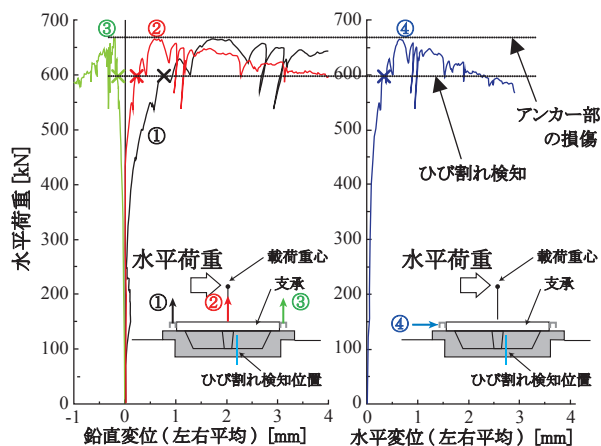 水平荷重 [kN]
700
600
500
400
300
200
100
0
-1
0
1
2
3
4
鉛直変位（左右平均） [mm]
③
②
①
水平荷重
載荷重心
支承
①
②
③
ひび割れ検知位置
700
600
500
400
300
200
100
0
0
1
2
3
4
水平変位（左右平均） [mm]
④
アンカー部
の損傷
ひび割れ検知
水平荷重
載荷重心
支承
④
ひび割れ検知位置